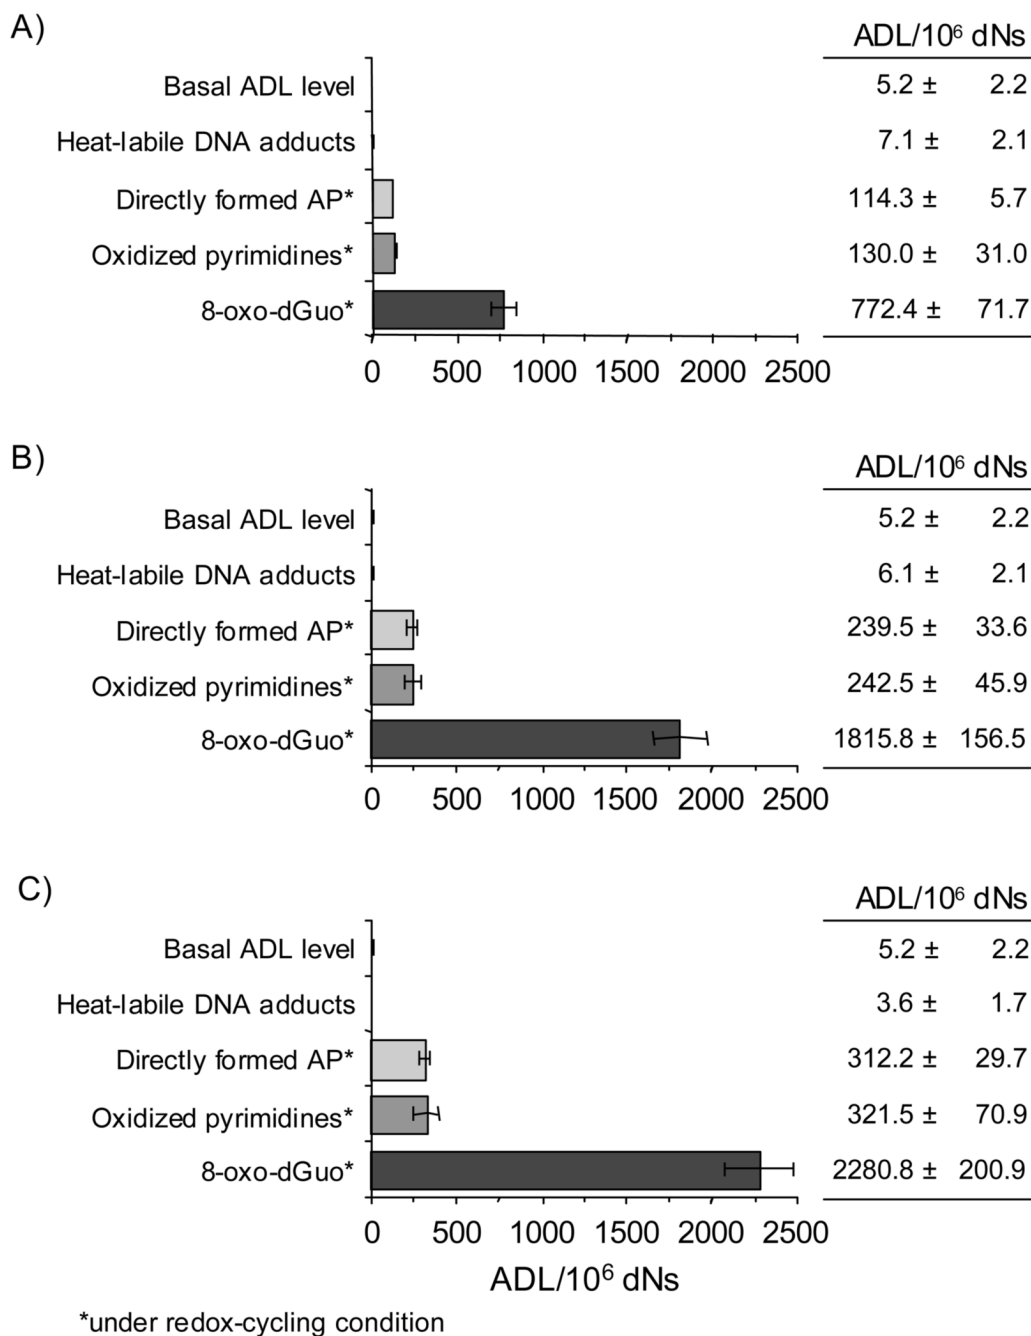 A)
ADL/10⁶ dNs
Basal ADL level 5.2 ± 2.2
Heat-labile DNA adducts 7.1 ± 2.1
Directly formed AP* 114.3 ± 5.7
Oxidized pyrimidines* 130.0 ± 31.0
8-oxo-dGuo* 772.4 ± 71.7
0 500 1000 1500 2000 2500
B)
ADL/10⁶ dNs
Basal ADL level 5.2 ± 2.2
Heat-labile DNA adducts 6.1 ± 2.1
Directly formed AP* 239.5 ± 33.6
Oxidized pyrimidines* 242.5 ± 45.9
8-oxo-dGuo* 1815.8 ± 156.5
0 500 1000 1500 2000 2500
C)
ADL/10⁶ dNs
Basal ADL level 5.2 ± 2.2
Heat-labile DNA adducts 3.6 ± 1.7
Directly formed AP* 312.2 ± 29.7
Oxidized pyrimidines* 321.5 ± 70.9
8-oxo-dGuo* 2280.8 ± 200.9
0 500 1000 1500 2000 2500
ADL/10⁶ dNs
*under redox-cycling condition